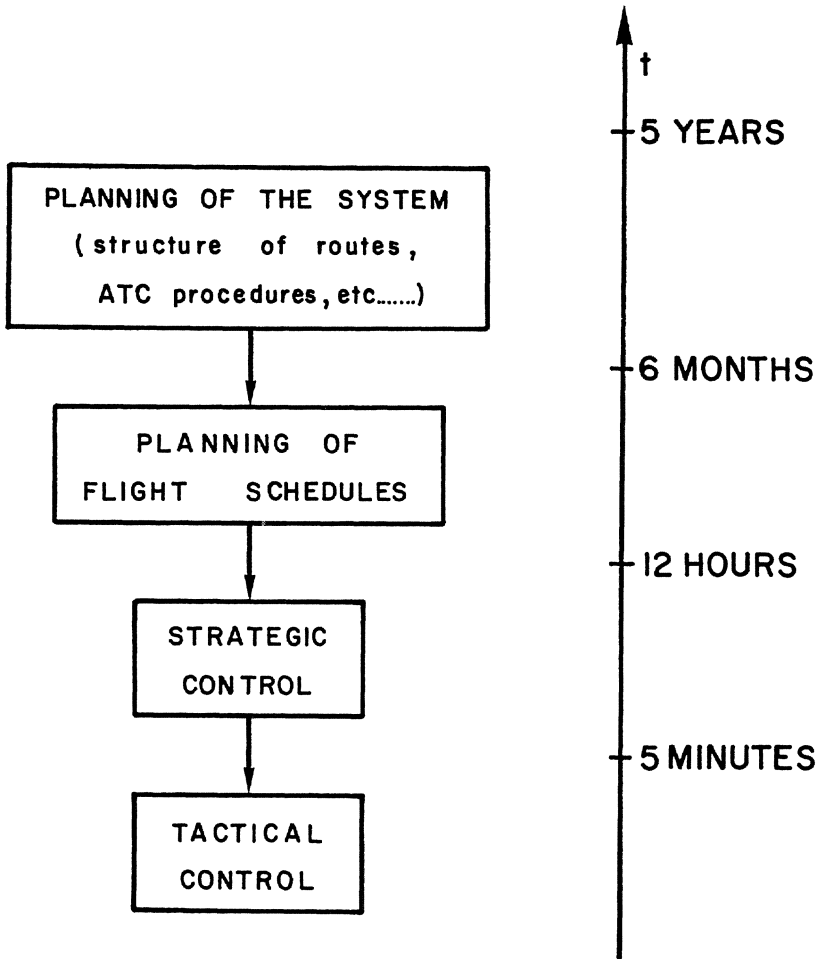 PLANNING OF THE SYSTEM
(structure of routes,
ATC procedures, etc.......)
PLANNING OF
FLIGHT SCHEDULES
STRATEGIC
CONTROL
TACTICAL
CONTROL
t
5 YEARS
6 MONTHS
12 HOURS
5 MINUTES